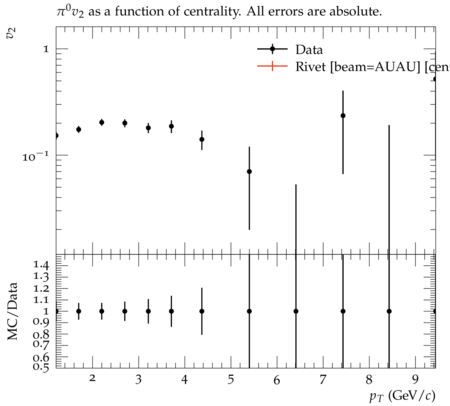 π⁰v₂ as a function of centrality. All errors are absolute.
v₂
1
10⁻¹
Data
Rivet [beam=AUAU] [cen
MC/Data
1.4
1.3
1.2
1.1
1
0.9
0.8
0.7
0.6
0.5
2 3 4 5 6 7 8 9
p_T (GeV/c)